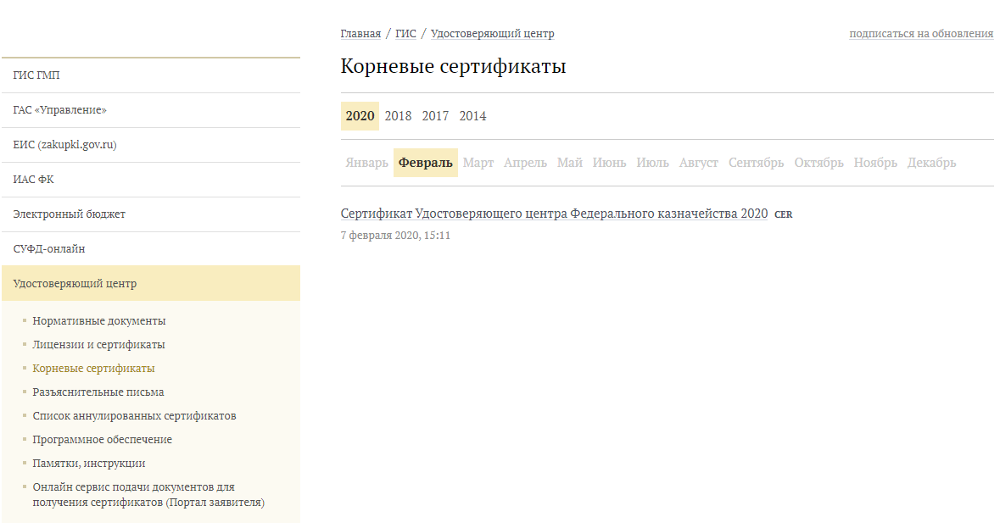 Главная / ГИС / Удостоверяющий центр
подписаться на обновления
Корневые сертификаты
2020 2018 2017 2014
Январь Февраль Март Апрель Май Июнь Июль Август Сентябрь Октябрь Ноябрь Декабрь
Сертификат Удостоверяющего центра Федерального казначейства 2020 CER
7 февраля 2020, 15:11
ГИС ГМП
ГАС «Управление»
ЕИС (zakupki.gov.ru)
ИАС ФК
Электронный бюджет
СУФД-онлайн
Удостоверяющий центр
Нормативные документы
Лицензии и сертификаты
Корневые сертификаты
Разъяснительные письма
Список аннулированных сертификатов
Программное обеспечение
Памятки, инструкции
Онлайн сервис подачи документов для
получения сертификатов (Портал заявителя)